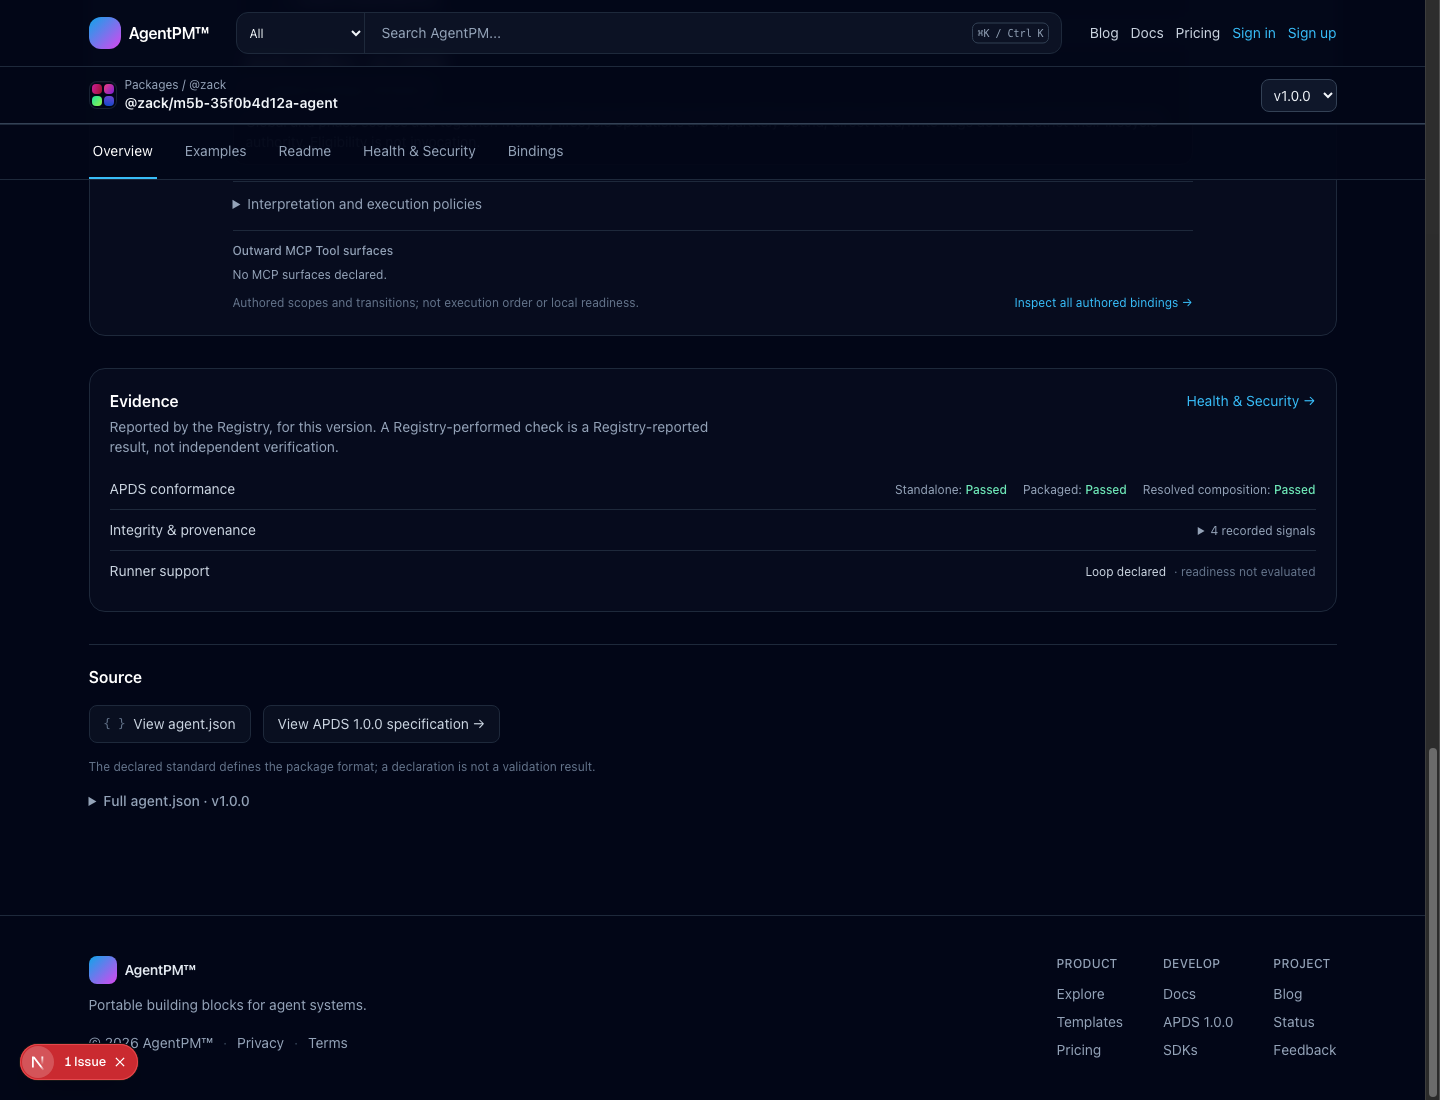 AgentPM™
All
Search AgentPM...
⌘K / Ctrl K
Blog Docs Pricing Sign in Sign up
Packages / @zack
@zack/m5b-35f0b4d12a-agent
v1.0.0
Overview Examples Readme Health & Security Bindings
▶ Interpretation and execution policies
Outward MCP Tool surfaces
No MCP surfaces declared.
Authored scopes and transitions; not execution order or local readiness.
Inspect all authored bindings →
Evidence
Health & Security →
Reported by the Registry, for this version. A Registry-performed check is a Registry-reported
result, not independent verification.
APDS conformance
Standalone: Passed Packaged: Passed Resolved composition: Passed
Integrity & provenance
▶ 4 recorded signals
Runner support
Loop declared · readiness not evaluated
Source
{ } View agent.json
View APDS 1.0.0 specification →
The declared standard defines the package format; a declaration is not a validation result.
▶ Full agent.json · v1.0.0
AgentPM™
Portable building blocks for agent systems.
© 2026 AgentPM™ · Privacy · Terms
PRODUCT
Explore
Templates
Pricing
DEVELOP
Docs
APDS 1.0.0
SDKs
PROJECT
Blog
Status
Feedback
N 1 Issue ×